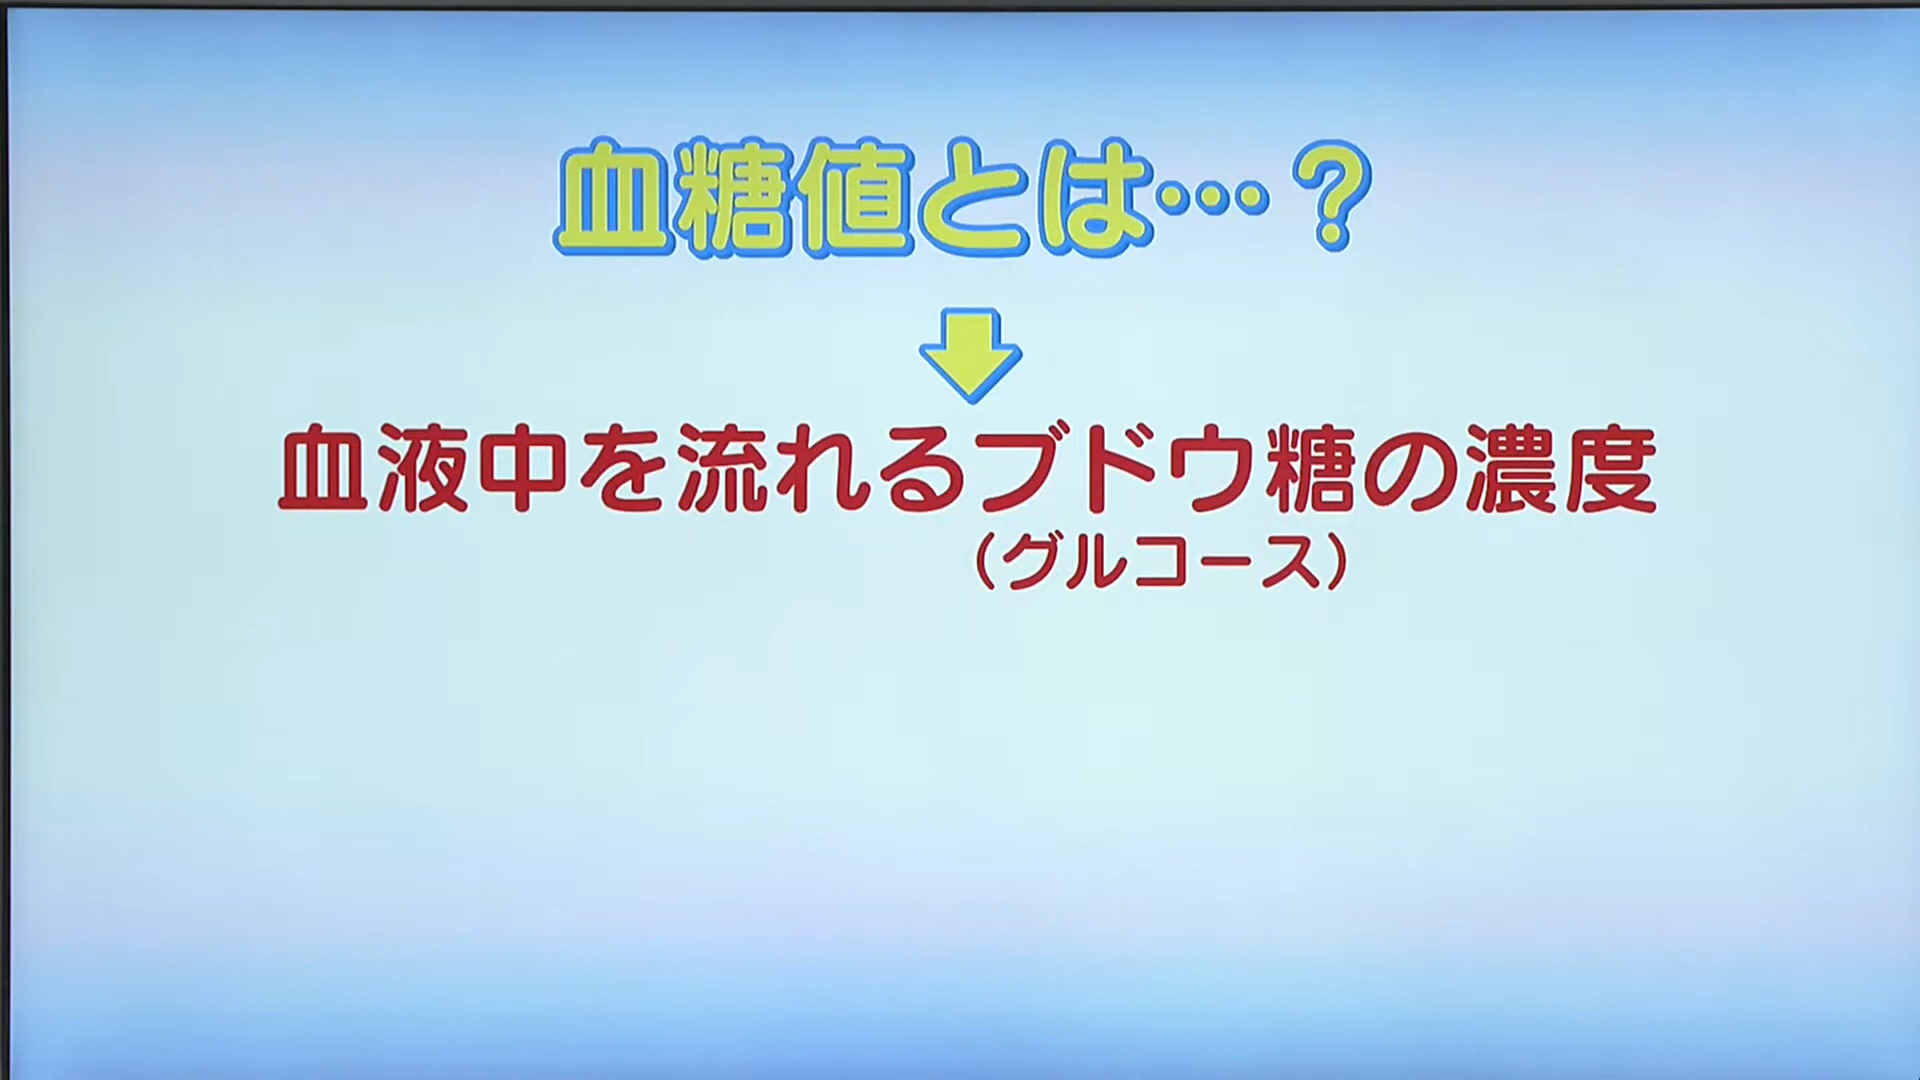 血糖値とは…？
血液中を流れるブドウ糖の濃度
（グルコース）